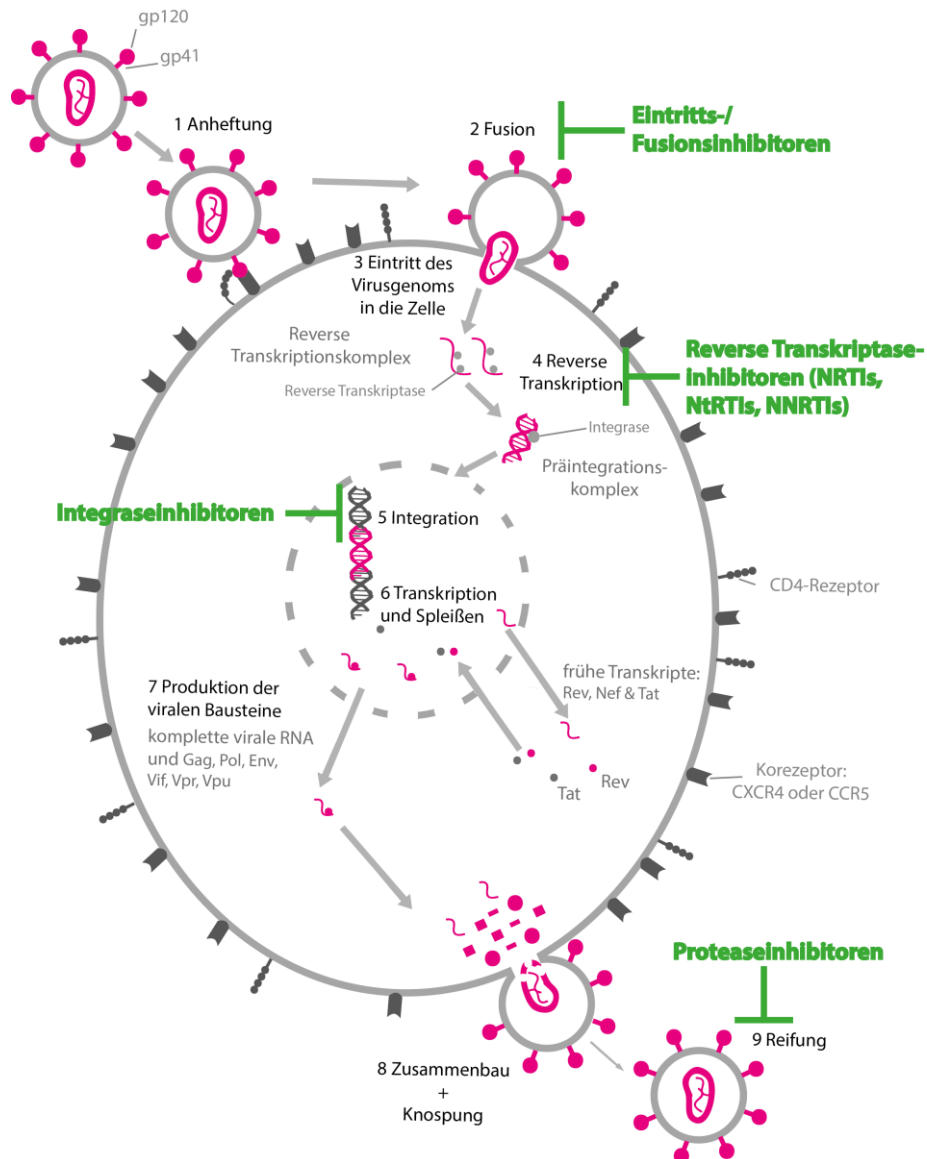 gp120
gp41
1 Anheftung
2 Fusion
Eintritts-/
Fusionsinhibitoren
3 Eintritt des
Virusgenoms
in die Zelle
Reverse
Transkriptionskomplex
Reverse Transkriptase
4 Reverse
Transkription
Reverse Transkriptase-
inhibitoren (NRTIs,
NtRTIs, NNRTIs)
Integrase
Präintegrations-
komplex
Integraseinhibitoren
5 Integration
6 Transkription
und Spleißen
CD4-Rezeptor
frühe Transkripte:
Rev, Nef & Tat
7 Produktion der
viralen Bausteine
komplette virale RNA
und Gag, Pol, Env,
Vif, Vpr, Vpu
Rev
Tat
Korezeptor:
CXCR4 oder CCR5
Proteaseinhibitoren
9 Reifung
8 Zusammenbau
+
Knospung